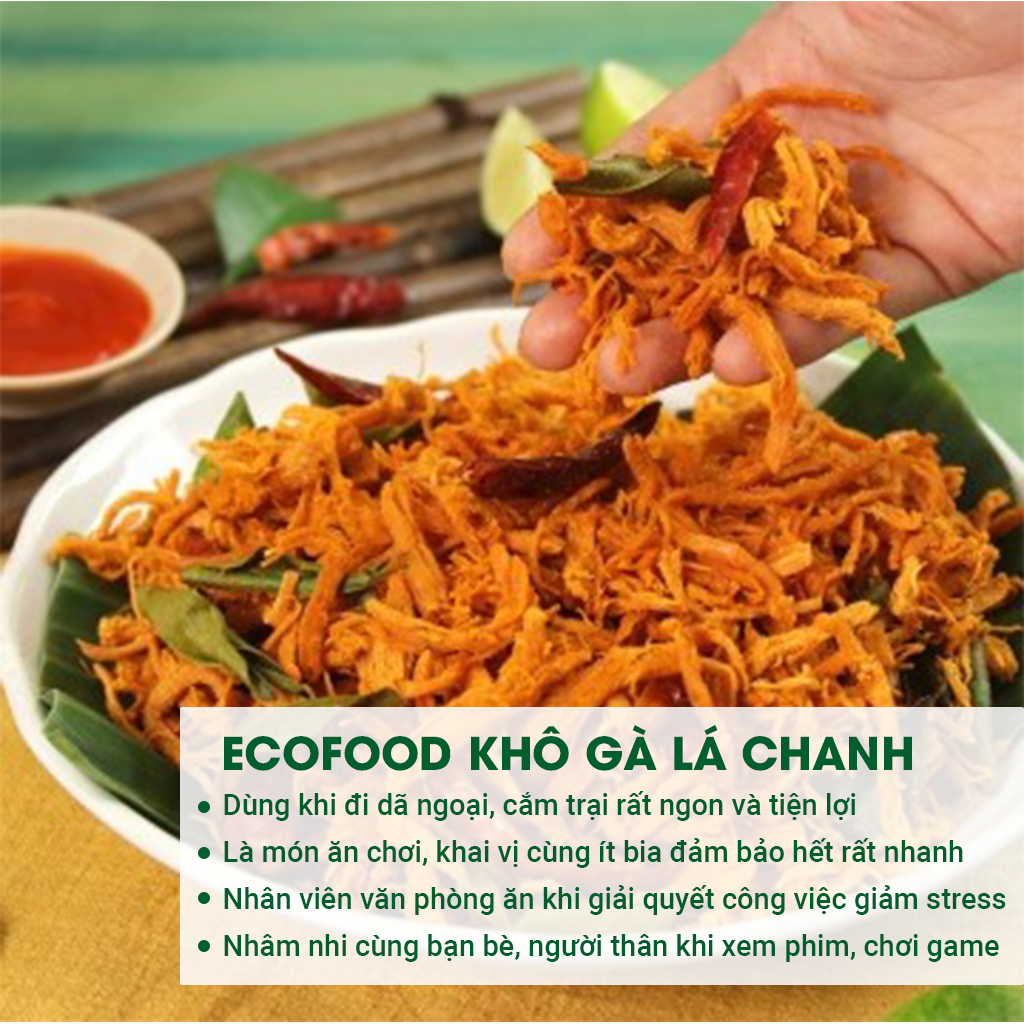 ECOFOOD KHÔ GÀ LÁ CHANH
• Dùng khi đi dã ngoại, cắm trại rất ngon và tiện lợi
• Là món ăn chơi, khai vị cùng ít bia đảm bảo hết rất nhanh
• Nhân viên văn phòng ăn khi giải quyết công việc giảm stress
• Nhâm nhi cùng bạn bè, người thân khi xem phim, chơi game